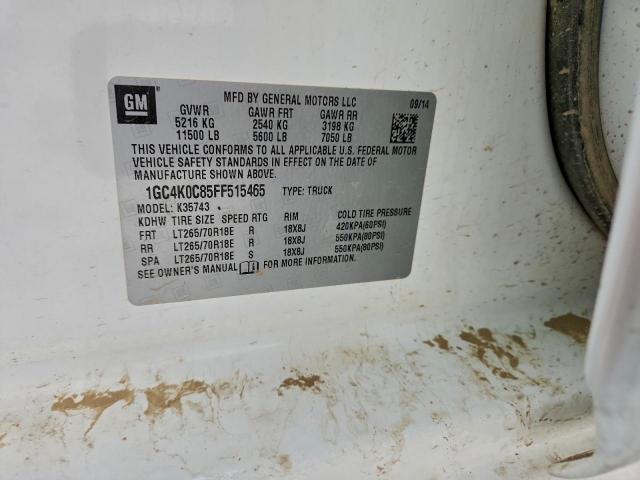 GM
MFD BY GENERAL MOTORS LLC 09/14
GVWR GAWR FRT GAWR RR
5216 KG 2540 KG 3198 KG
11500 LB 5600 LB 7050 LB
THIS VEHICLE CONFORMS TO ALL APPLICABLE U.S. FEDERAL MOTOR
VEHICLE SAFETY STANDARDS IN EFFECT ON THE DATE OF
MANUFACTURE SHOWN ABOVE.
1GC4K0C85FF515465 TYPE: TRUCK
MODEL: K35743
KDHW TIRE SIZE SPEED RTG RIM COLD TIRE PRESSURE
FRT LT265/70R18E R 18X8J 420KPA(60PSI)
RR LT265/70R18E R 18X8J 550KPA(80PSI)
SPA LT265/70R18E S 18X8J 550KPA(80PSI)
SEE OWNER'S MANUAL FOR MORE INFORMATION.